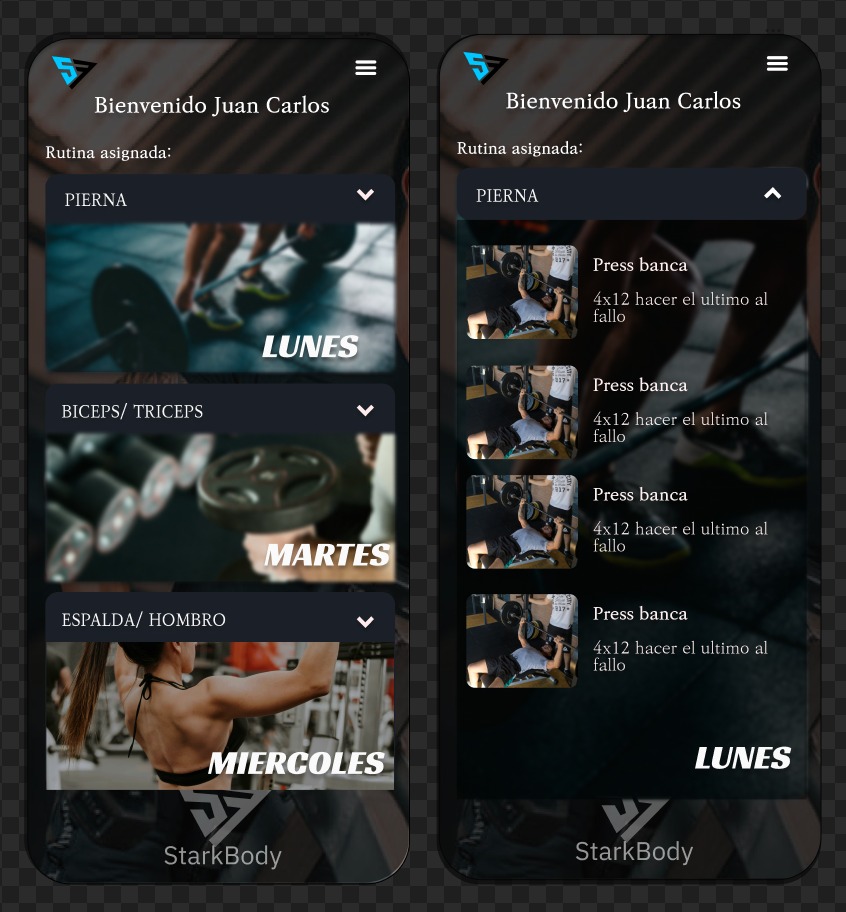 Bienvenido Juan Carlos
Rutina asignada:
PIERNA
LUNES
BICEPS/ TRICEPS
MARTES
ESPALDA/ HOMBRO
MIERCOLES
StarkBody
Bienvenido Juan Carlos
Rutina asignada:
PIERNA
Press banca
4x12 hacer el ultimo al
fallo
Press banca
4x12 hacer el ultimo al
fallo
Press banca
4x12 hacer el ultimo al
fallo
Press banca
4x12 hacer el ultimo al
fallo
LUNES
StarkBody